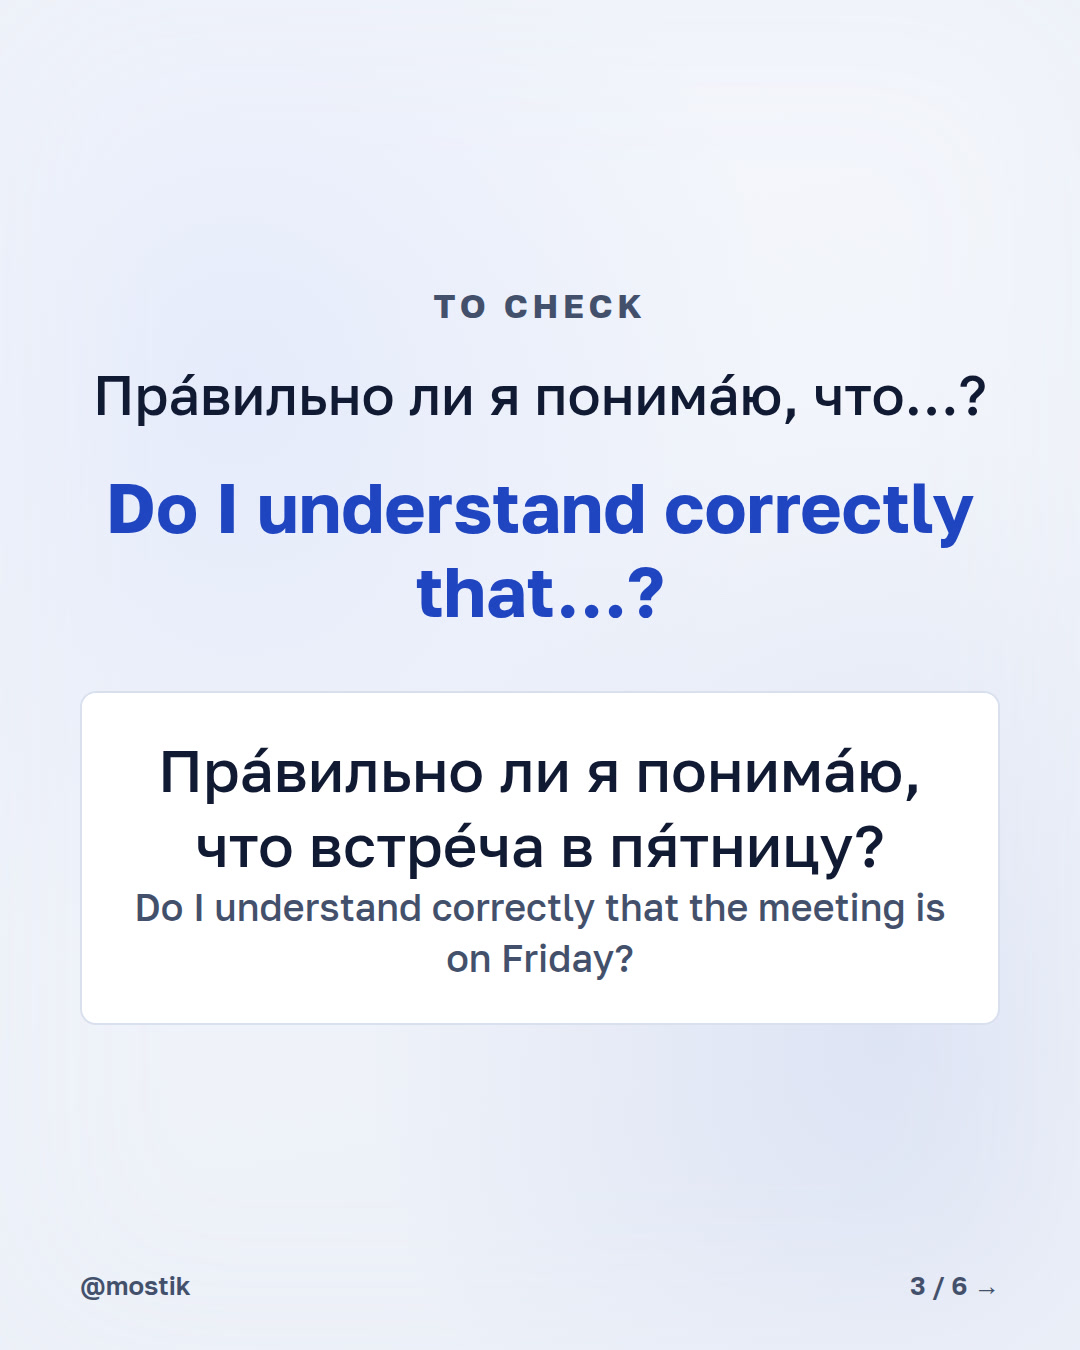 TO CHECK
Пра́вильно ли я понима́ю, что…?
Do I understand correctly
that…?
Пра́вильно ли я понима́ю,
что встре́ча в пя́тницу?
Do I understand correctly that the meeting is
on Friday?
@mostik
3 / 6 →